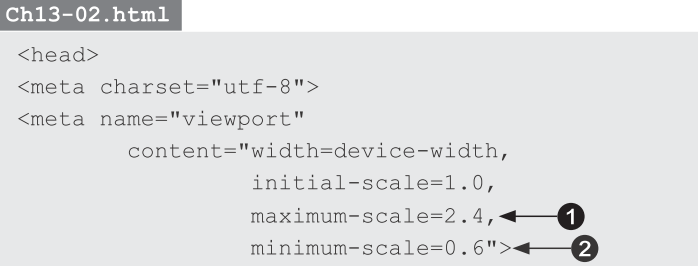 Ch13-02.html
<head>
<meta charset="utf-8">
<meta name="viewport"
content="width=device-width,
initial-scale=1.0,
maximum-scale=2.4, 1
minimum-scale=0.6"> 2